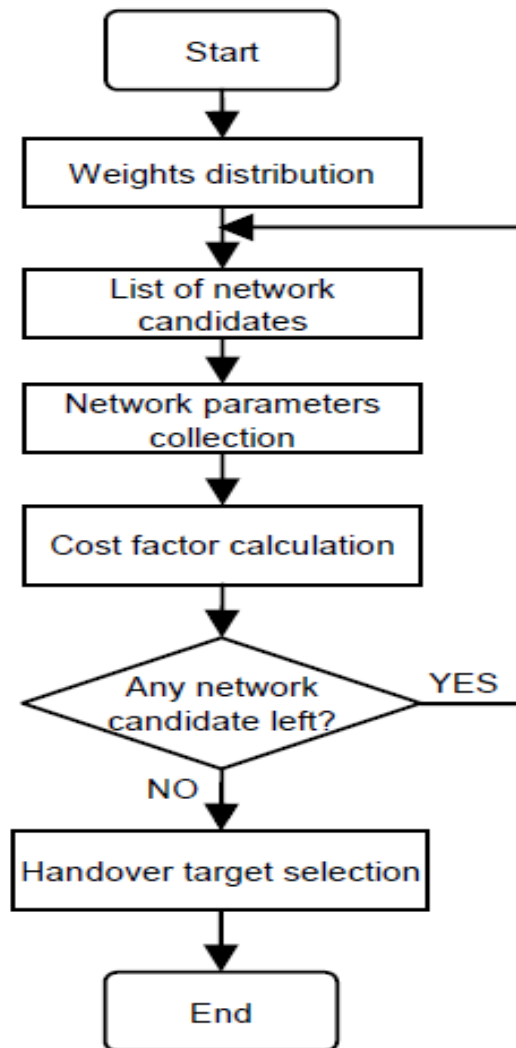 Start
Weights distribution
List of network
candidates
Network parameters
collection
Cost factor calculation
Any network
candidate left?
YES
NO
Handover target selection
End